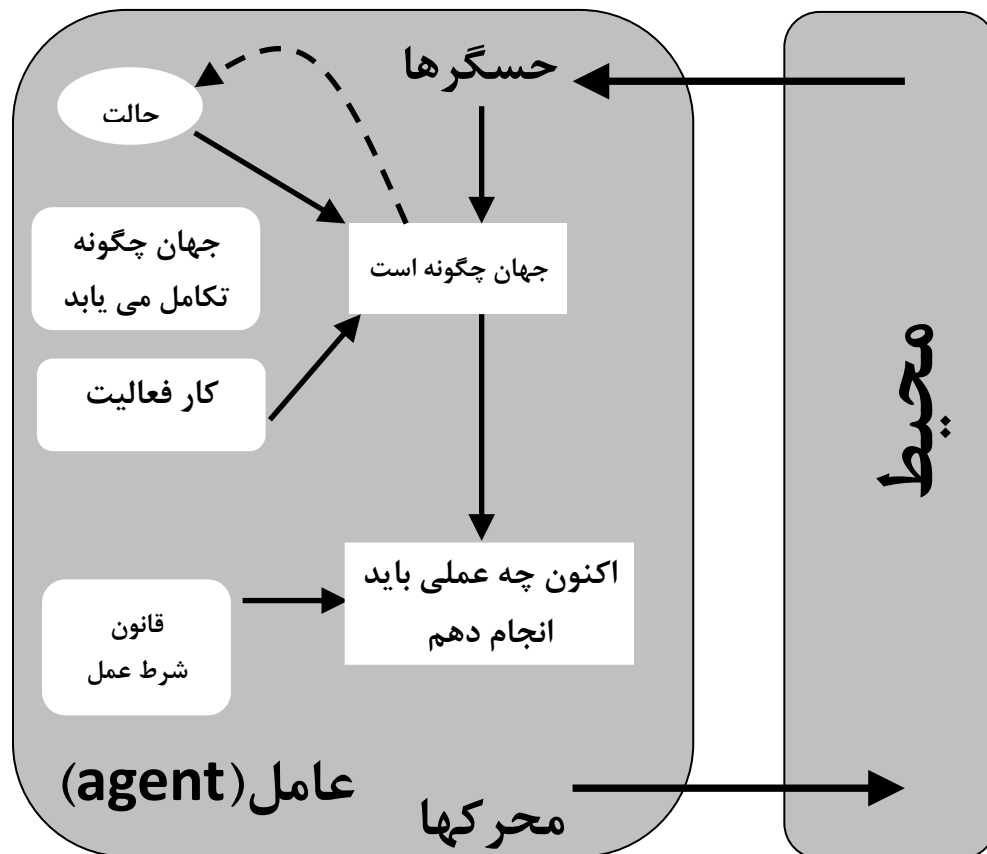 حسگرها
حالت
جهان چگونه
تکامل می یابد
جهان چگونه است
کار فعالیت
اکنون چه عملی باید
انجام دهم
قانون
شرط عمل
عامل(agent)
محرکها
محیط